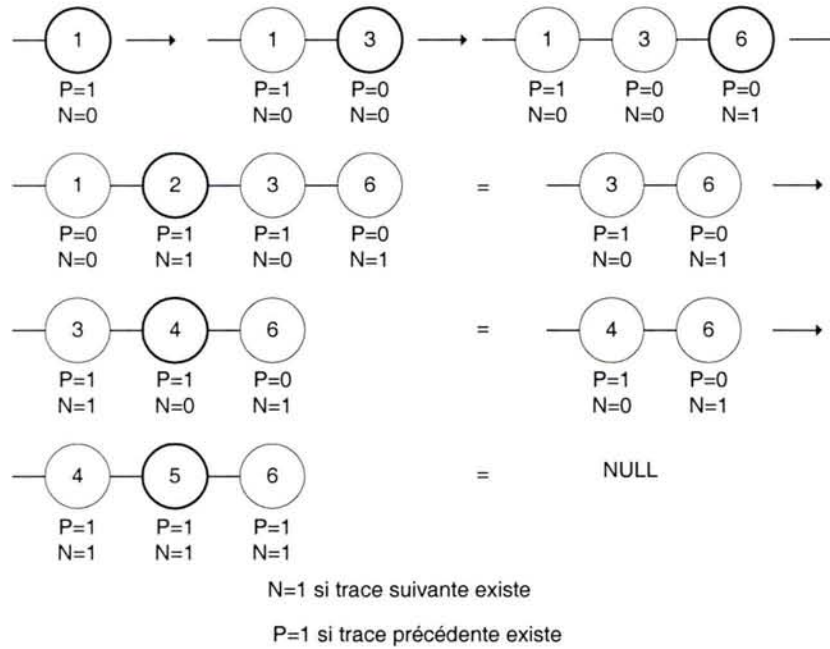 1 1 3 1 3 6
P=1 P=1 P=0 P=1 P=0 P=0
N=0 N=0 N=0 N=0 N=0 N=1
1 2 3 6 = 3 6
P=0 P=1 P=1 P=0 P=1 P=0
N=0 N=1 N=0 N=1 N=0 N=1
3 4 6 = 4 6
P=1 P=1 P=0 P=1 P=0
N=1 N=0 N=1 N=0 N=1
4 5 6 = NULL
P=1 P=1 P=1
N=1 N=1 N=1
N=1 si trace suivante existe
P=1 si trace précédente existe